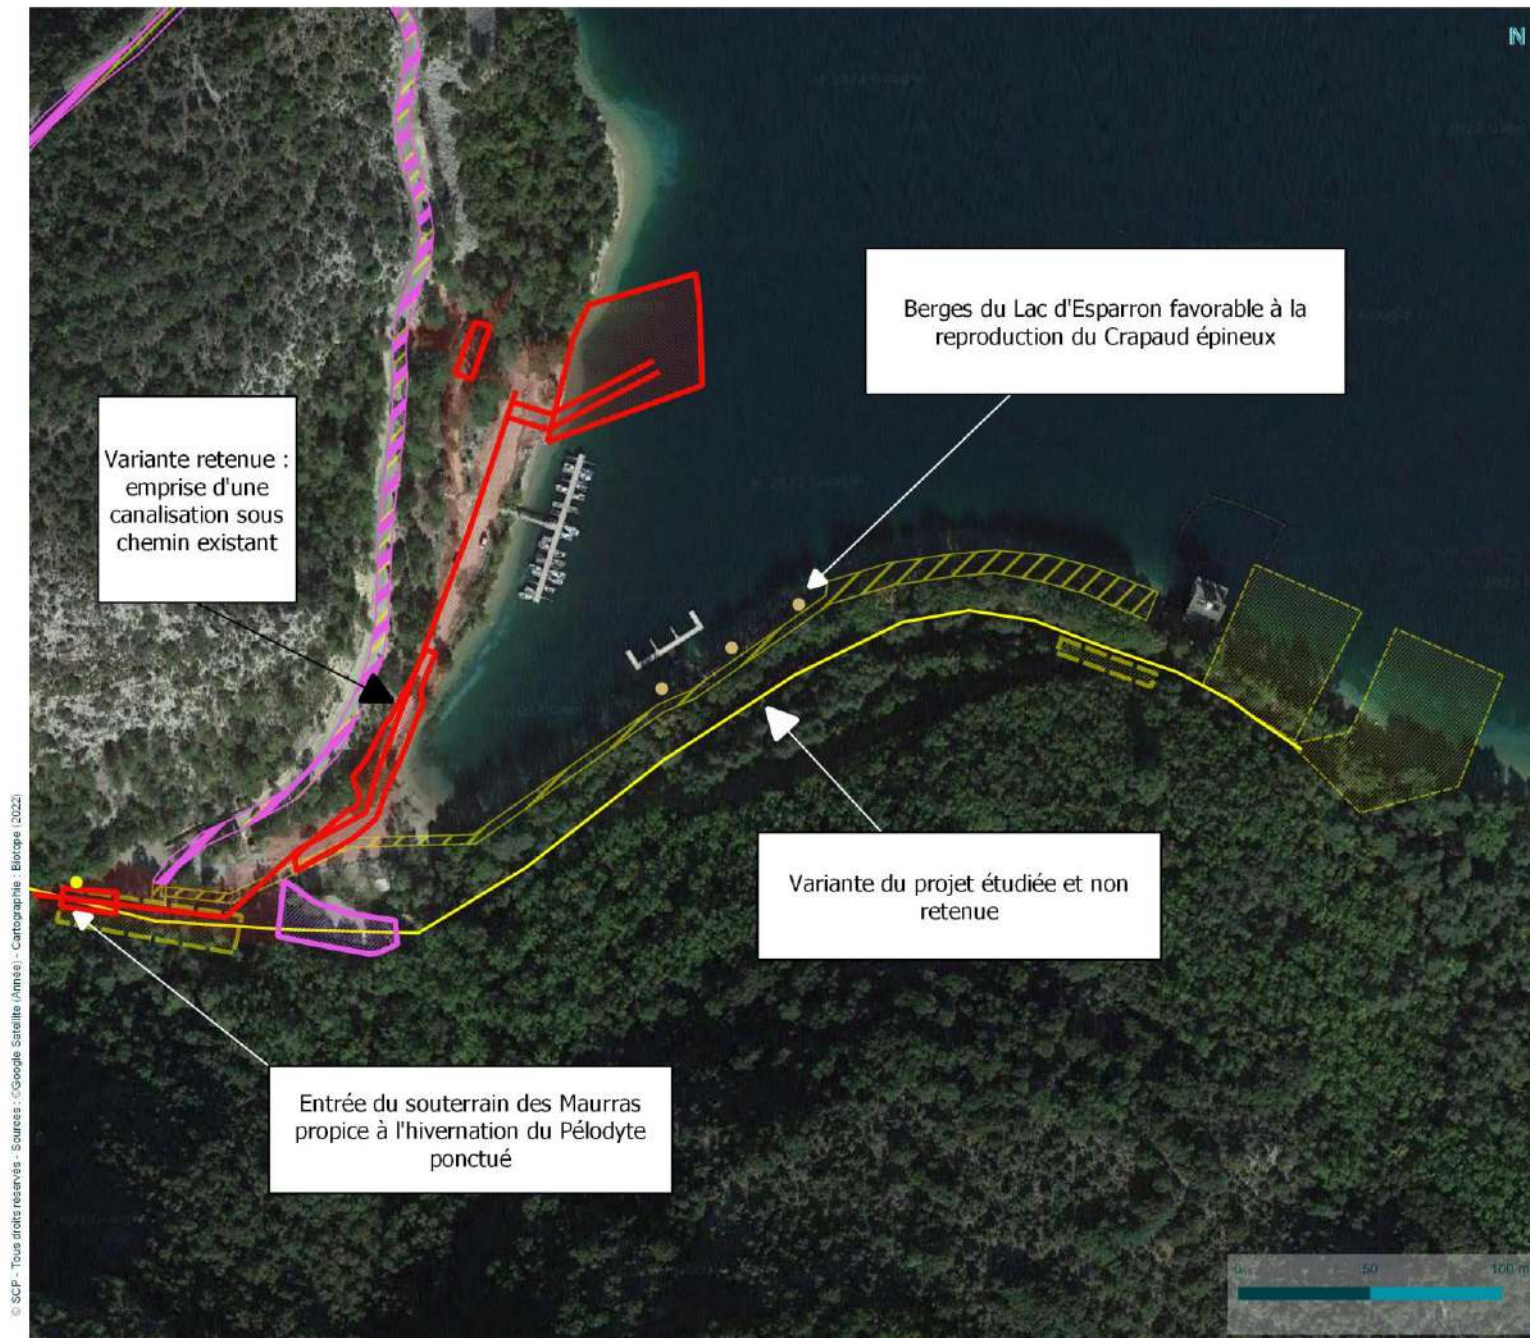 N
Berges du Lac d'Esparron favorable à la
reproduction du Crapaud épineux
Variante retenue :
emprise d'une
canalisation sous
chemin existant
Variante du projet étudiée et non
retenue
Entrée du souterrain des Maurras
propice à l'hivernation du Pélodyte
ponctué
0 50 100 m
© SCP - Tous droits réservés - Sources : ©Google Satellite (Année) - Cartographie : Biotope (2022)